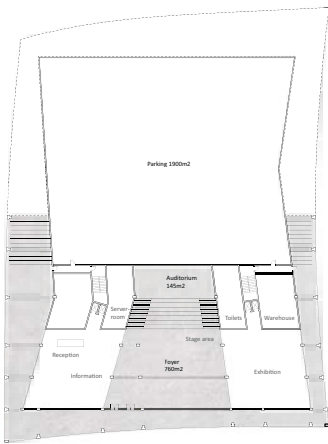 Parking 1900m2
Auditorium
145m2
Server
room
Toilets
Warehouse
Stage area
Reception
Foyer
760m2
Information
Exhibition